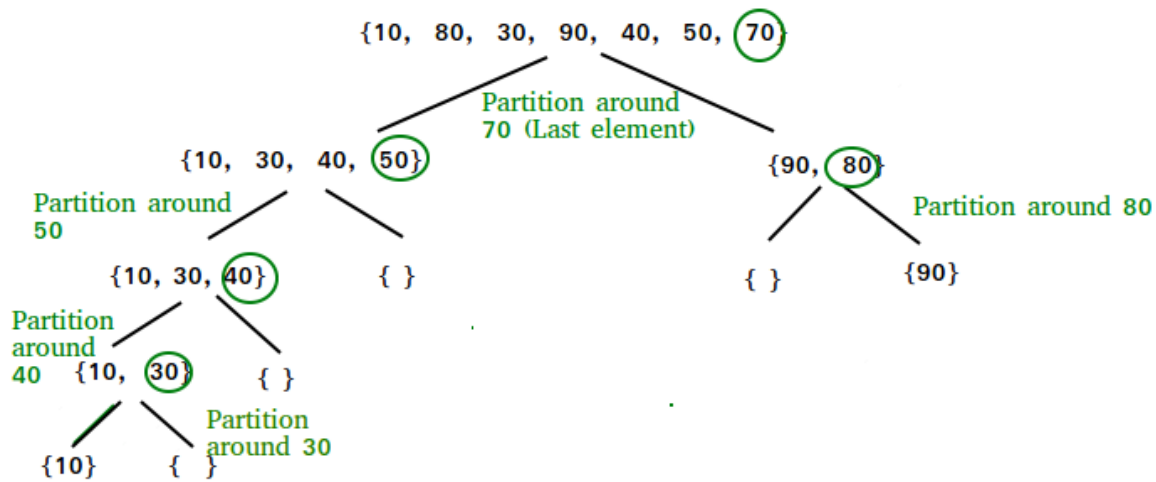 {10, 80, 30, 90, 40, 50, 70}
Partition around
70 (Last element)
{10, 30, 40, 50}
{90, 80}
Partition around
50
Partition around 80
{10, 30, 40}
{ }
{ }
{90}
Partition
around
40
{10, 30}
{ }
Partition
around 30
{10}
{ }